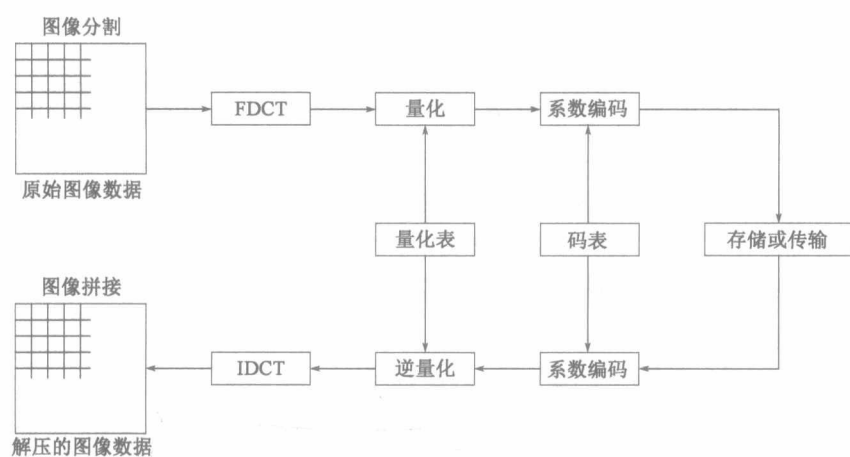 图像分割
FDCT
量化
系数编码
原始图像数据
量化表
码表
存储或传输
图像拼接
IDCT
逆量化
系数编码
解压的图像数据